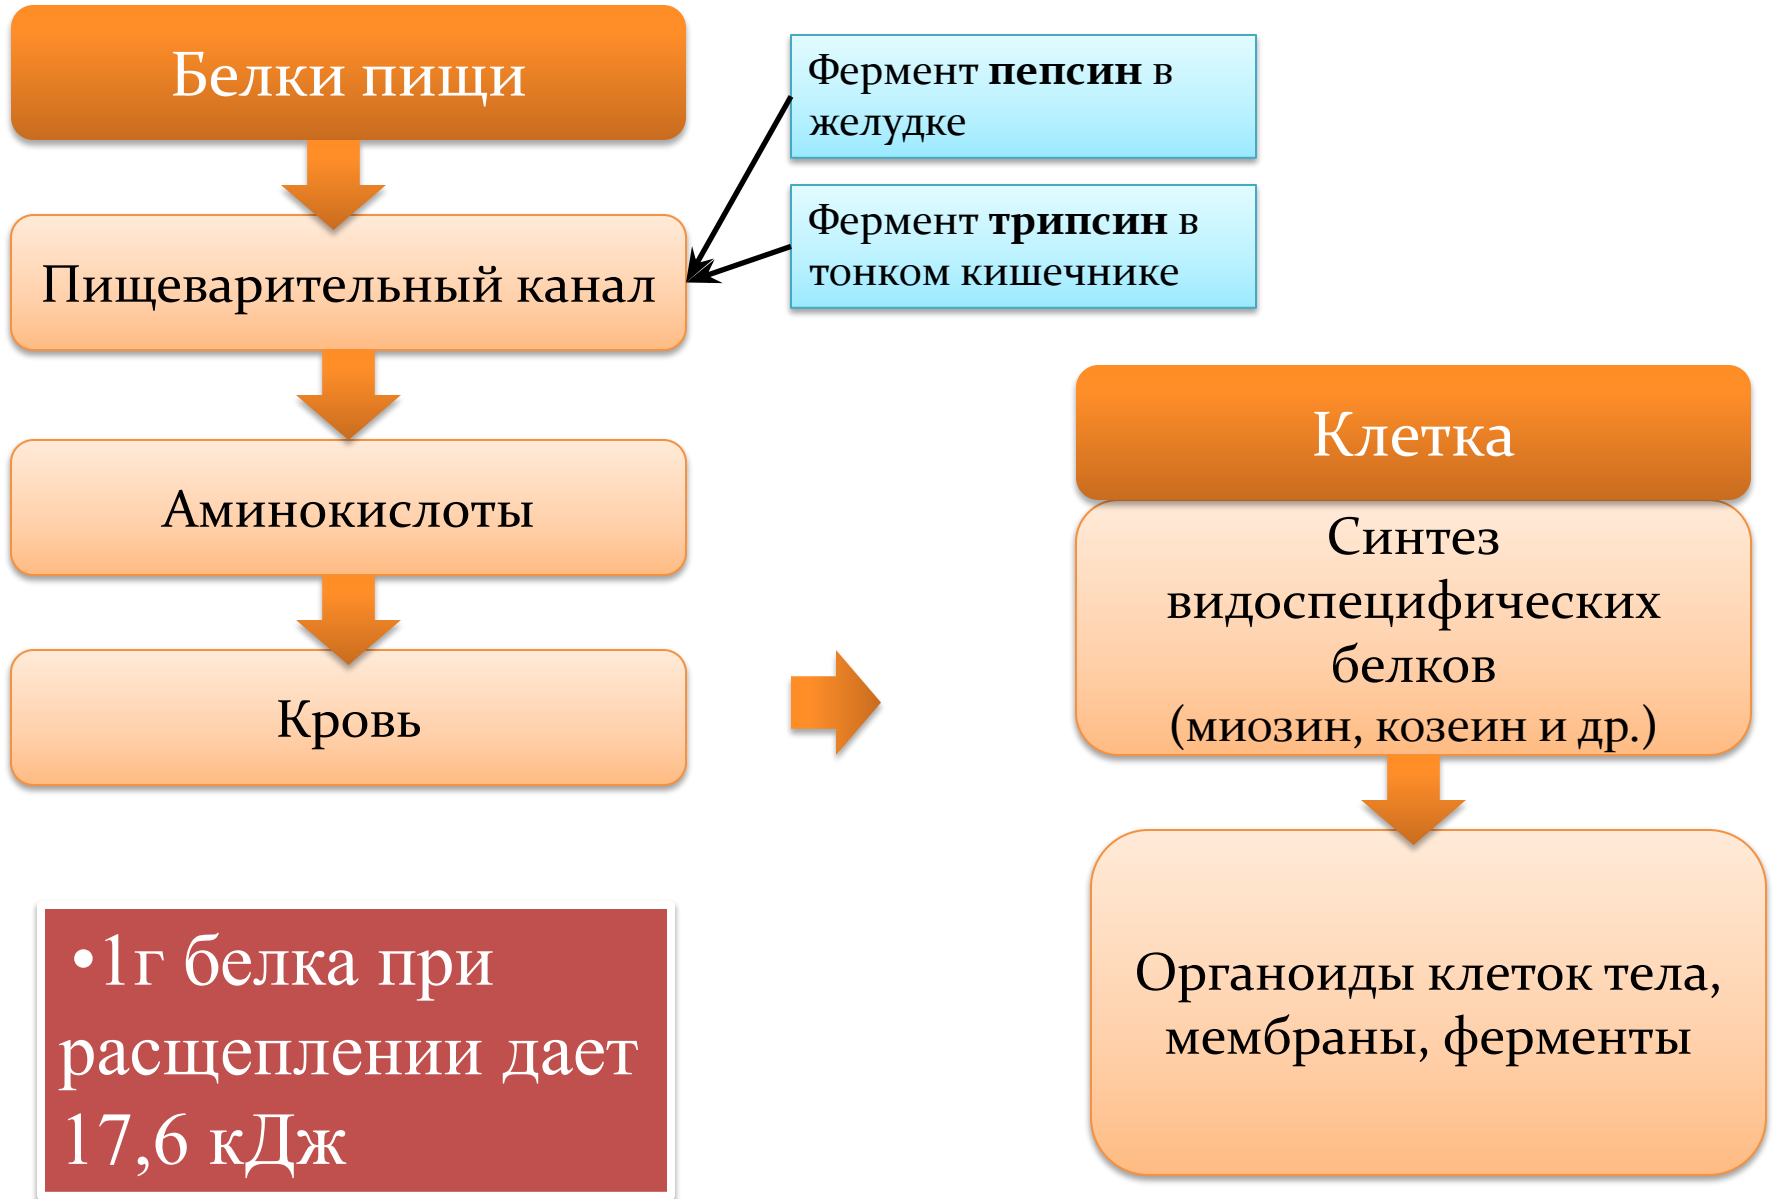 Белки пищи
Фермент пепсин в
желудке
Фермент трипсин в
тонком кишечнике
Пищеварительный канал
Аминокислоты
Кровь
Клетка
Синтез
видоспецифических
белков
(миозин, козеин и др.)
Органоиды клеток тела,
мембраны, ферменты
•1г белка при
расщеплении дает
17,6 кДж